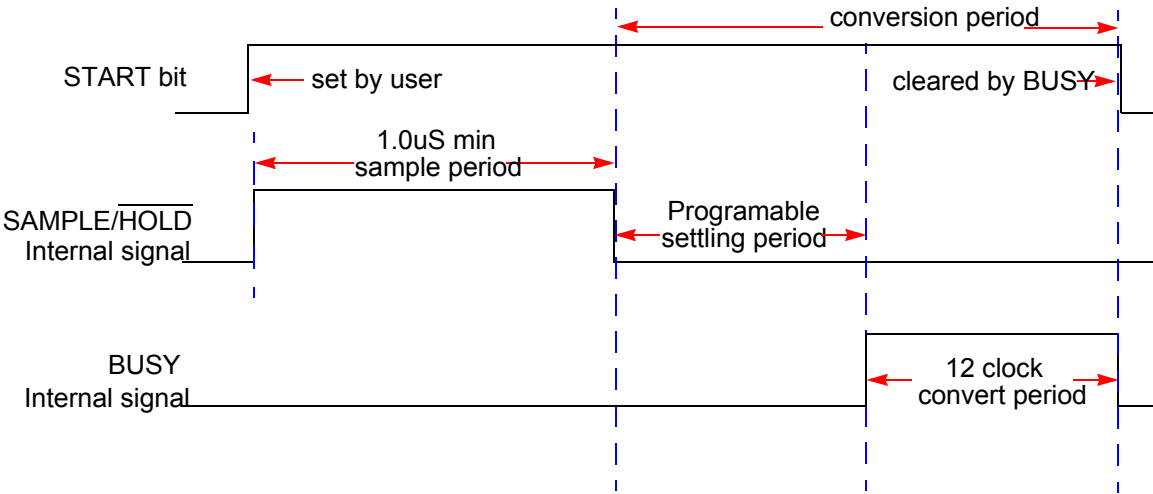 conversion period
START bit
set by user
cleared by BUSY
1.0uS min
sample period
SAMPLE/HOLD
Internal signal
Programable
settling period
BUSY
Internal signal
12 clock
convert period